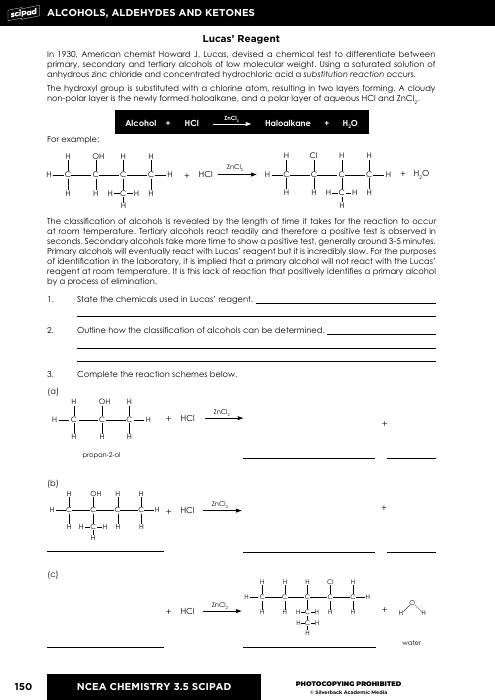 scipad ALCOHOLS, ALDEHYDES AND KETONES
Lucas' Reagent
In 1930, American chemist Howard J. Lucas, devised a chemical test to differentiate between
primary, secondary and tertiary alcohols of low molecular weight. Using a saturated solution of
anhydrous zinc chloride and concentrated hydrochloric acid a substitution reaction occurs.
The hydroxyl group is substituted with a chlorine atom, resulting in two layers forming. A cloudy
non-polar layer is the newly formed haloalkane, and a polar layer of aqueous HCl and ZnCl₂.
Alcohol + HCl ZnCl₂ Haloalkane + H₂O
For example:
H OH H H H Cl H H
H C C C C H + HCl ZnCl₂ H C C C C H + H₂O
H H H C H H H H H C H H
H H
The classification of alcohols is revealed by the length of time it takes for the reaction to occur
at room temperature. Tertiary alcohols react readily and therefore a positive test is observed in
seconds. Secondary alcohols take more time to show a positive test, generally around 3-5 minutes.
Primary alcohols will eventually react with Lucas' reagent but it is incredibly slow. For the purposes
of identification in the laboratory, it is implied that a primary alcohol will not react with the Lucas'
reagent at room temperature. It is this lack of reaction that positively identifies a primary alcohol
by a process of elimination.
1. State the chemicals used in Lucas' reagent.
2. Outline how the classification of alcohols can be determined.
3. Complete the reaction schemes below.
(a)
H OH H
H C C C H + HCl ZnCl₂ +
H H H
propan-2-ol
(b)
H OH H H
H C C C C H + HCl ZnCl₂ +
H H C H H H
H
(c)
H H H Cl H
H C C C C C H
+ HCl ZnCl₂ H H H C H H H + O
H C H H H
H
water
150 NCEA CHEMISTRY 3.5 SCIPAD PHOTOCOPYING PROHIBITED
© Silverback Academic Media